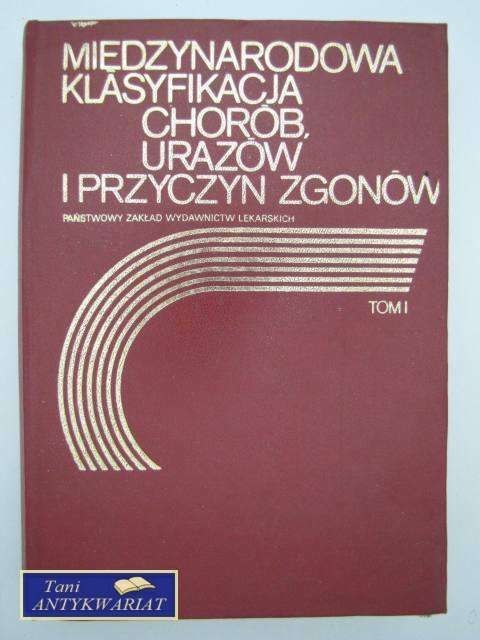 MIĘDZYNARODOWA
KLASYFIKACJA
CHORÓB,
URAZÓW
I PRZYCZYN ZGONÓW
PAŃSTWOWY ZAKŁAD WYDAWNICTW LEKARSKICH
TOM I
Tani
ANTYKWARIAT